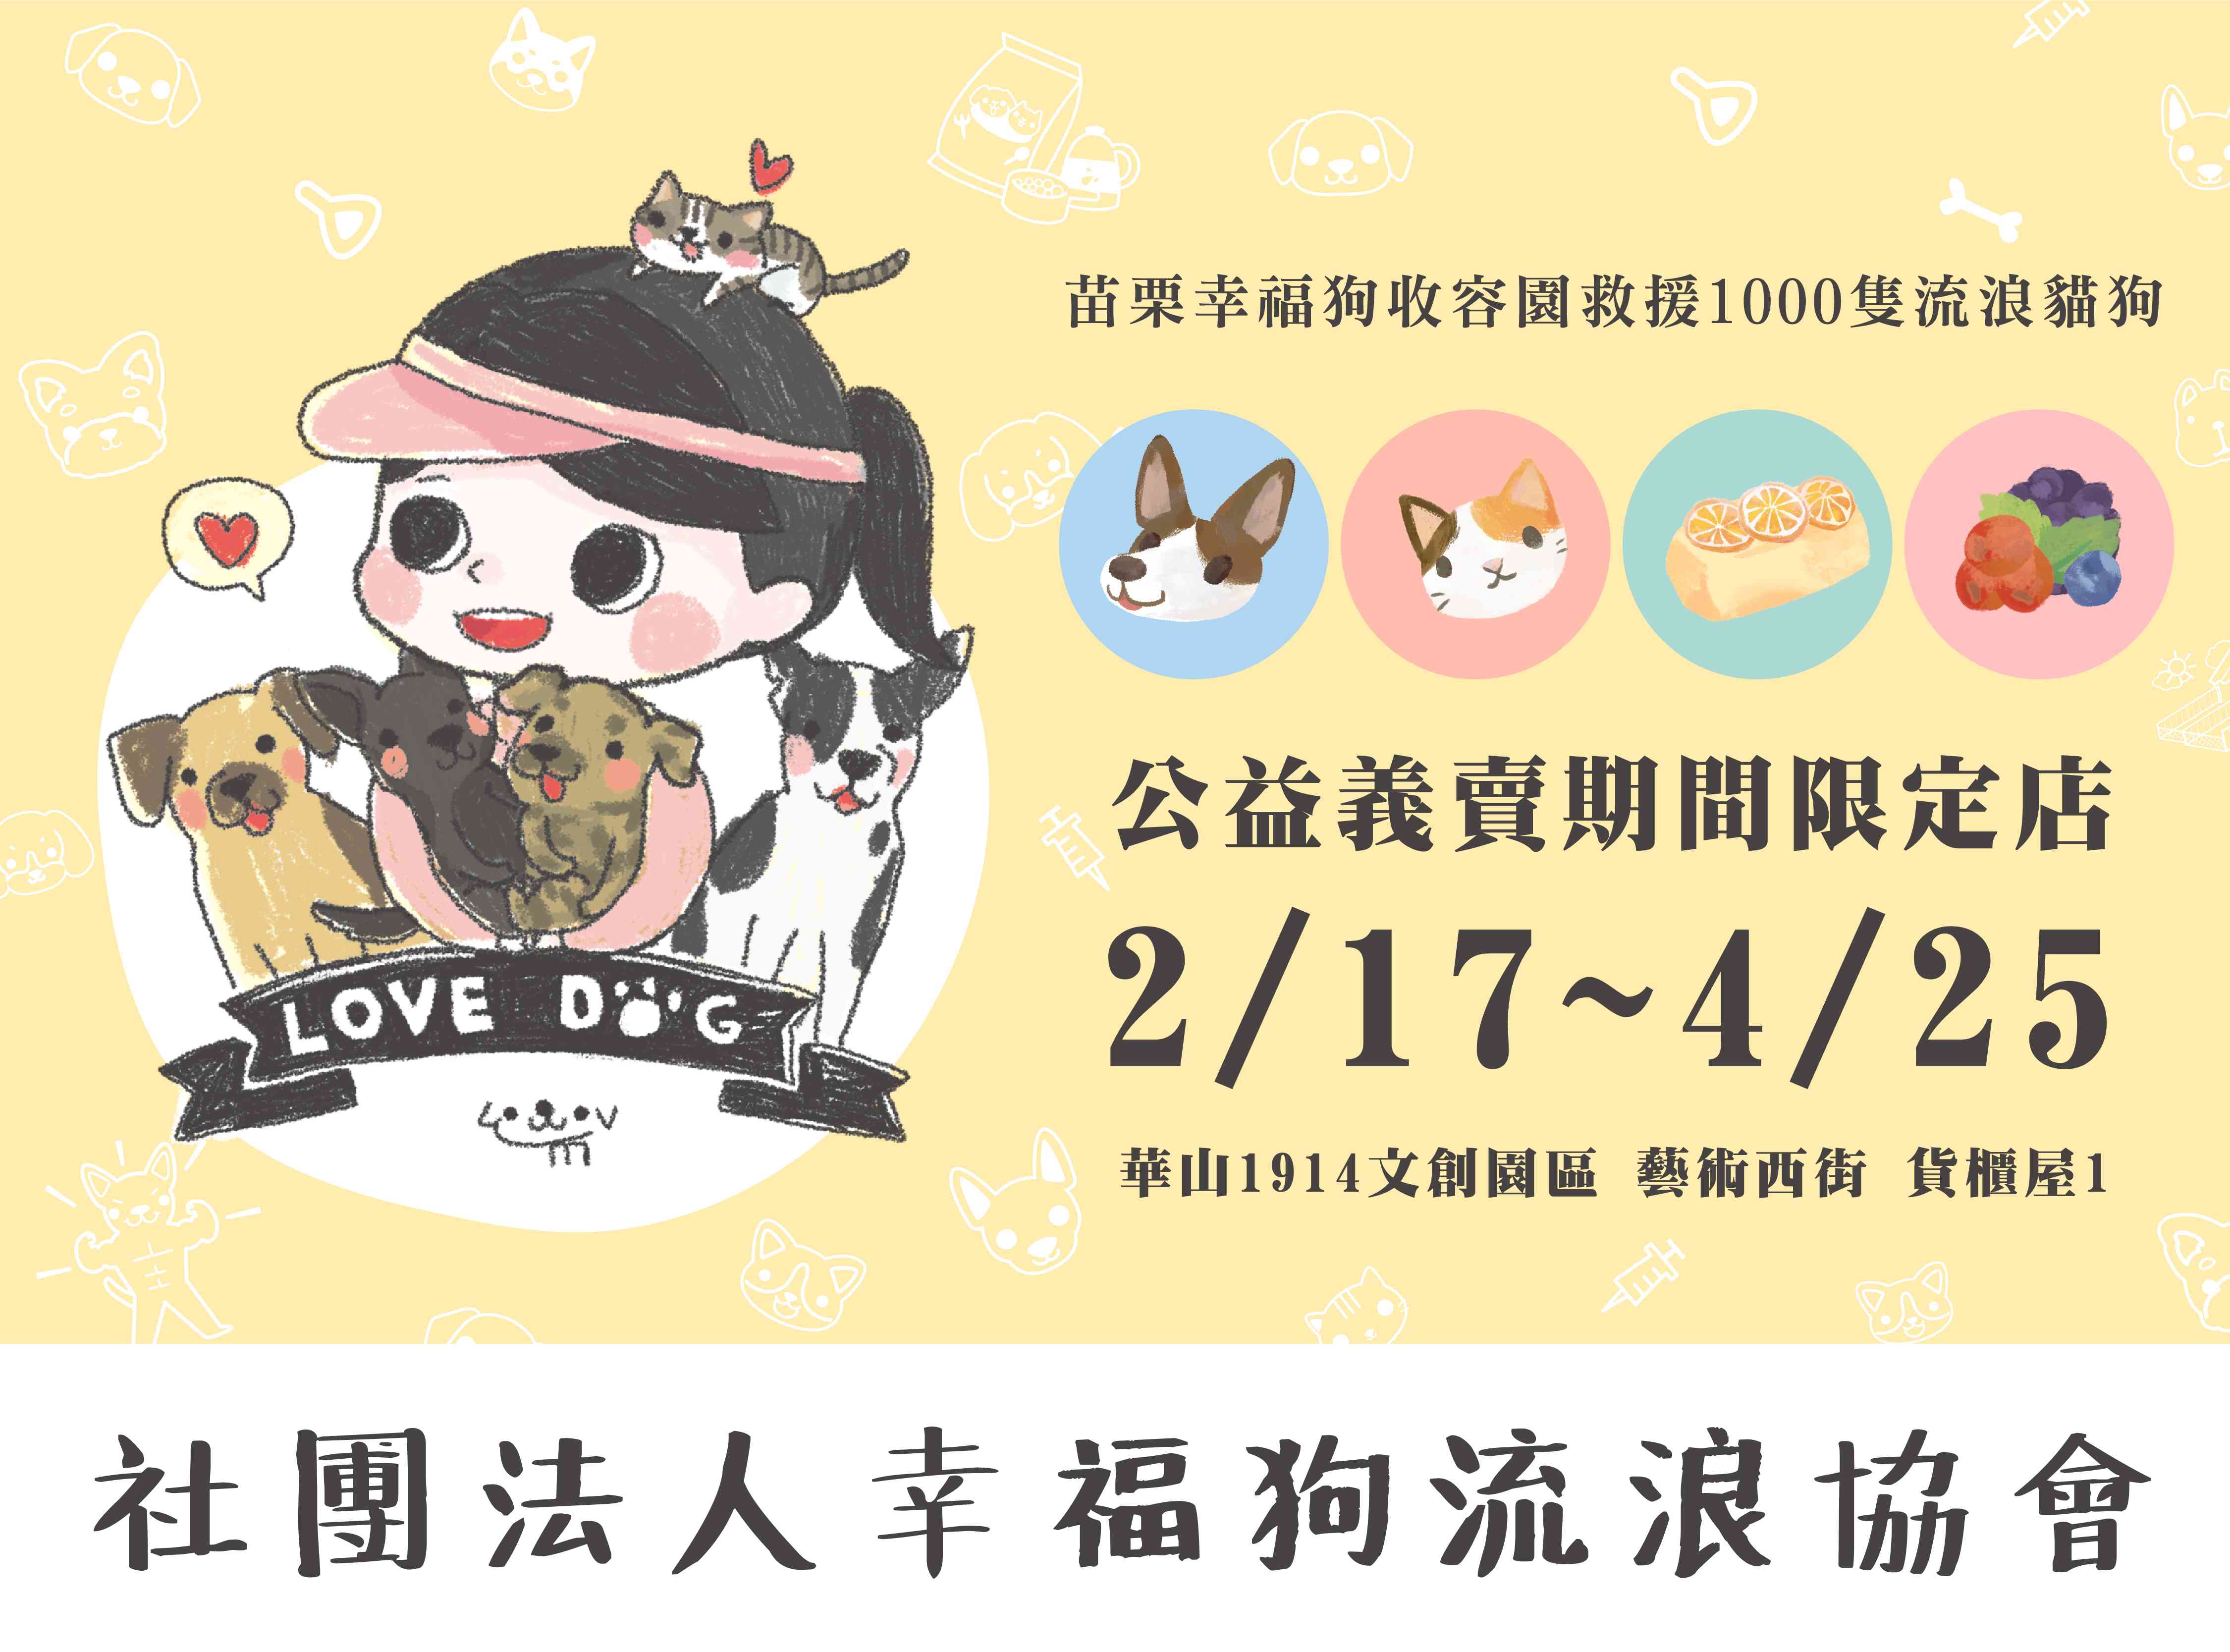 苗栗幸福狗收容園救援1000隻流浪貓狗
公益義賣期間限定店
2/17~4/25
華山1914文創園區 藝術西街 貨櫃屋1
LOVE DOG
社團法人幸福狗流浪協會